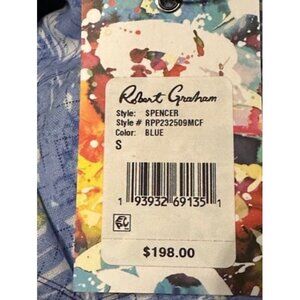 Robert Graham
Style: SPENCER
Style # RPP232509MCF
Color: BLUE
S
1 93932 69135 1
$198.00